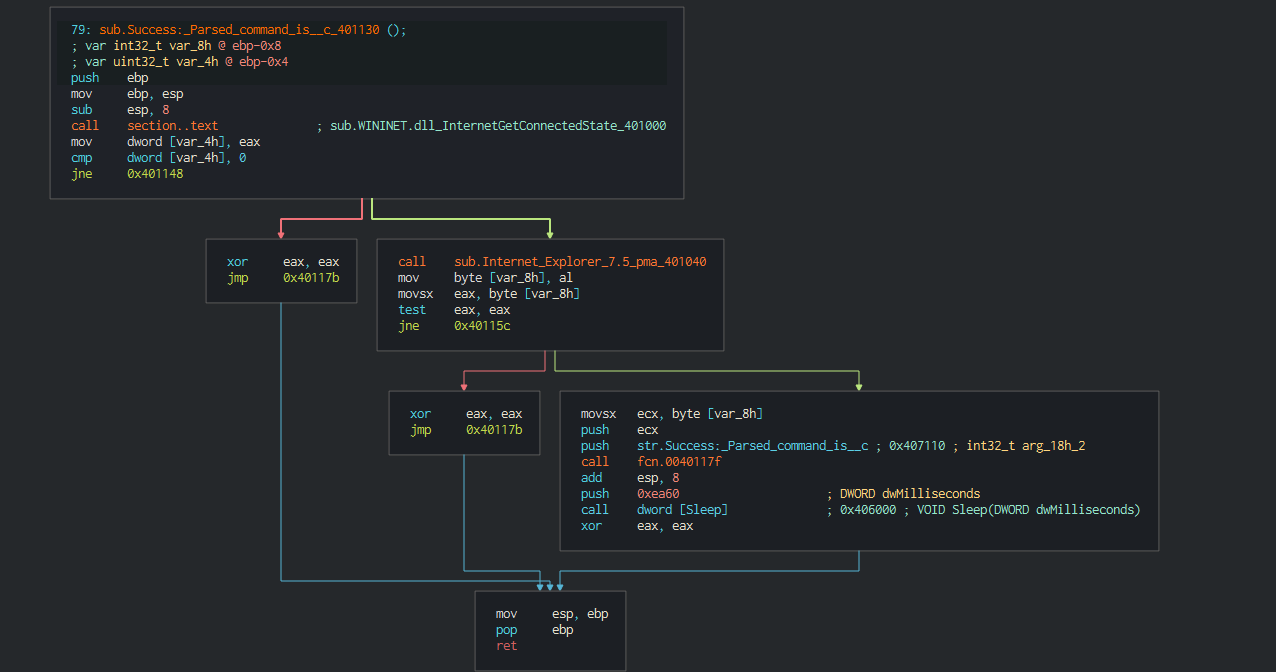 79: sub.Success:_Parsed_command_is__c_401130 ();
; var int32_t var_8h @ ebp-0x8
; var uint32_t var_4h @ ebp-0x4
push ebp
mov ebp, esp
sub esp, 8
call section..text ; sub.WININET.dll_InternetGetConnectedState_401000
mov dword [var_4h], eax
cmp dword [var_4h], 0
jne 0x401148
xor eax, eax
jmp 0x40117b
call sub.Internet_Explorer_7.5_pma_401040
mov byte [var_8h], al
movsx eax, byte [var_8h]
test eax, eax
jne 0x40115c
xor eax, eax
jmp 0x40117b
movsx ecx, byte [var_8h]
push ecx
push str.Success:_Parsed_command_is__c ; 0x407110 ; int32_t arg_18h_2
call fcn.0040117f
add esp, 8
push 0xea60 ; DWORD dwMilliseconds
call dword [Sleep] ; 0x406000 ; VOID Sleep(DWORD dwMilliseconds)
xor eax, eax
mov esp, ebp
pop ebp
ret